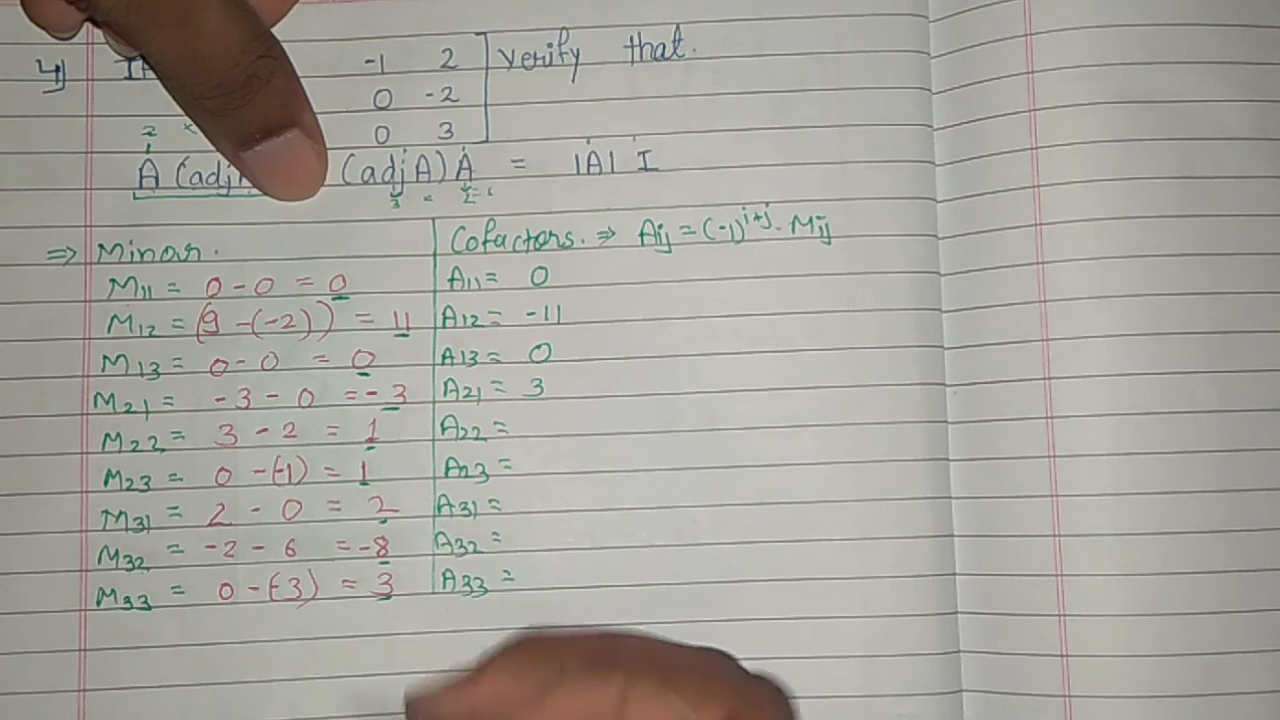 4) If -1 2 verify that.
0 -2
0 3
A (adj (adj A) A = |A| I
⇒ Minor. Cofactors. ⇒ Aij = (-1)^i+j . Mij
M11 = 0 - 0 = 0 A11 = 0
M12 = (9 - (-2)) = 11 A12 = -11
M13 = 0 - 0 = 0 A13 = 0
M21 = -3 - 0 = -3 A21 = 3
M22 = 3 - 2 = 1 A22 =
M23 = 0 - (-1) = 1 A23 =
M31 = 2 - 0 = 2 A31 =
M32 = -2 - 6 = -8 A32 =
M33 = 0 - (-3) = 3 A33 =